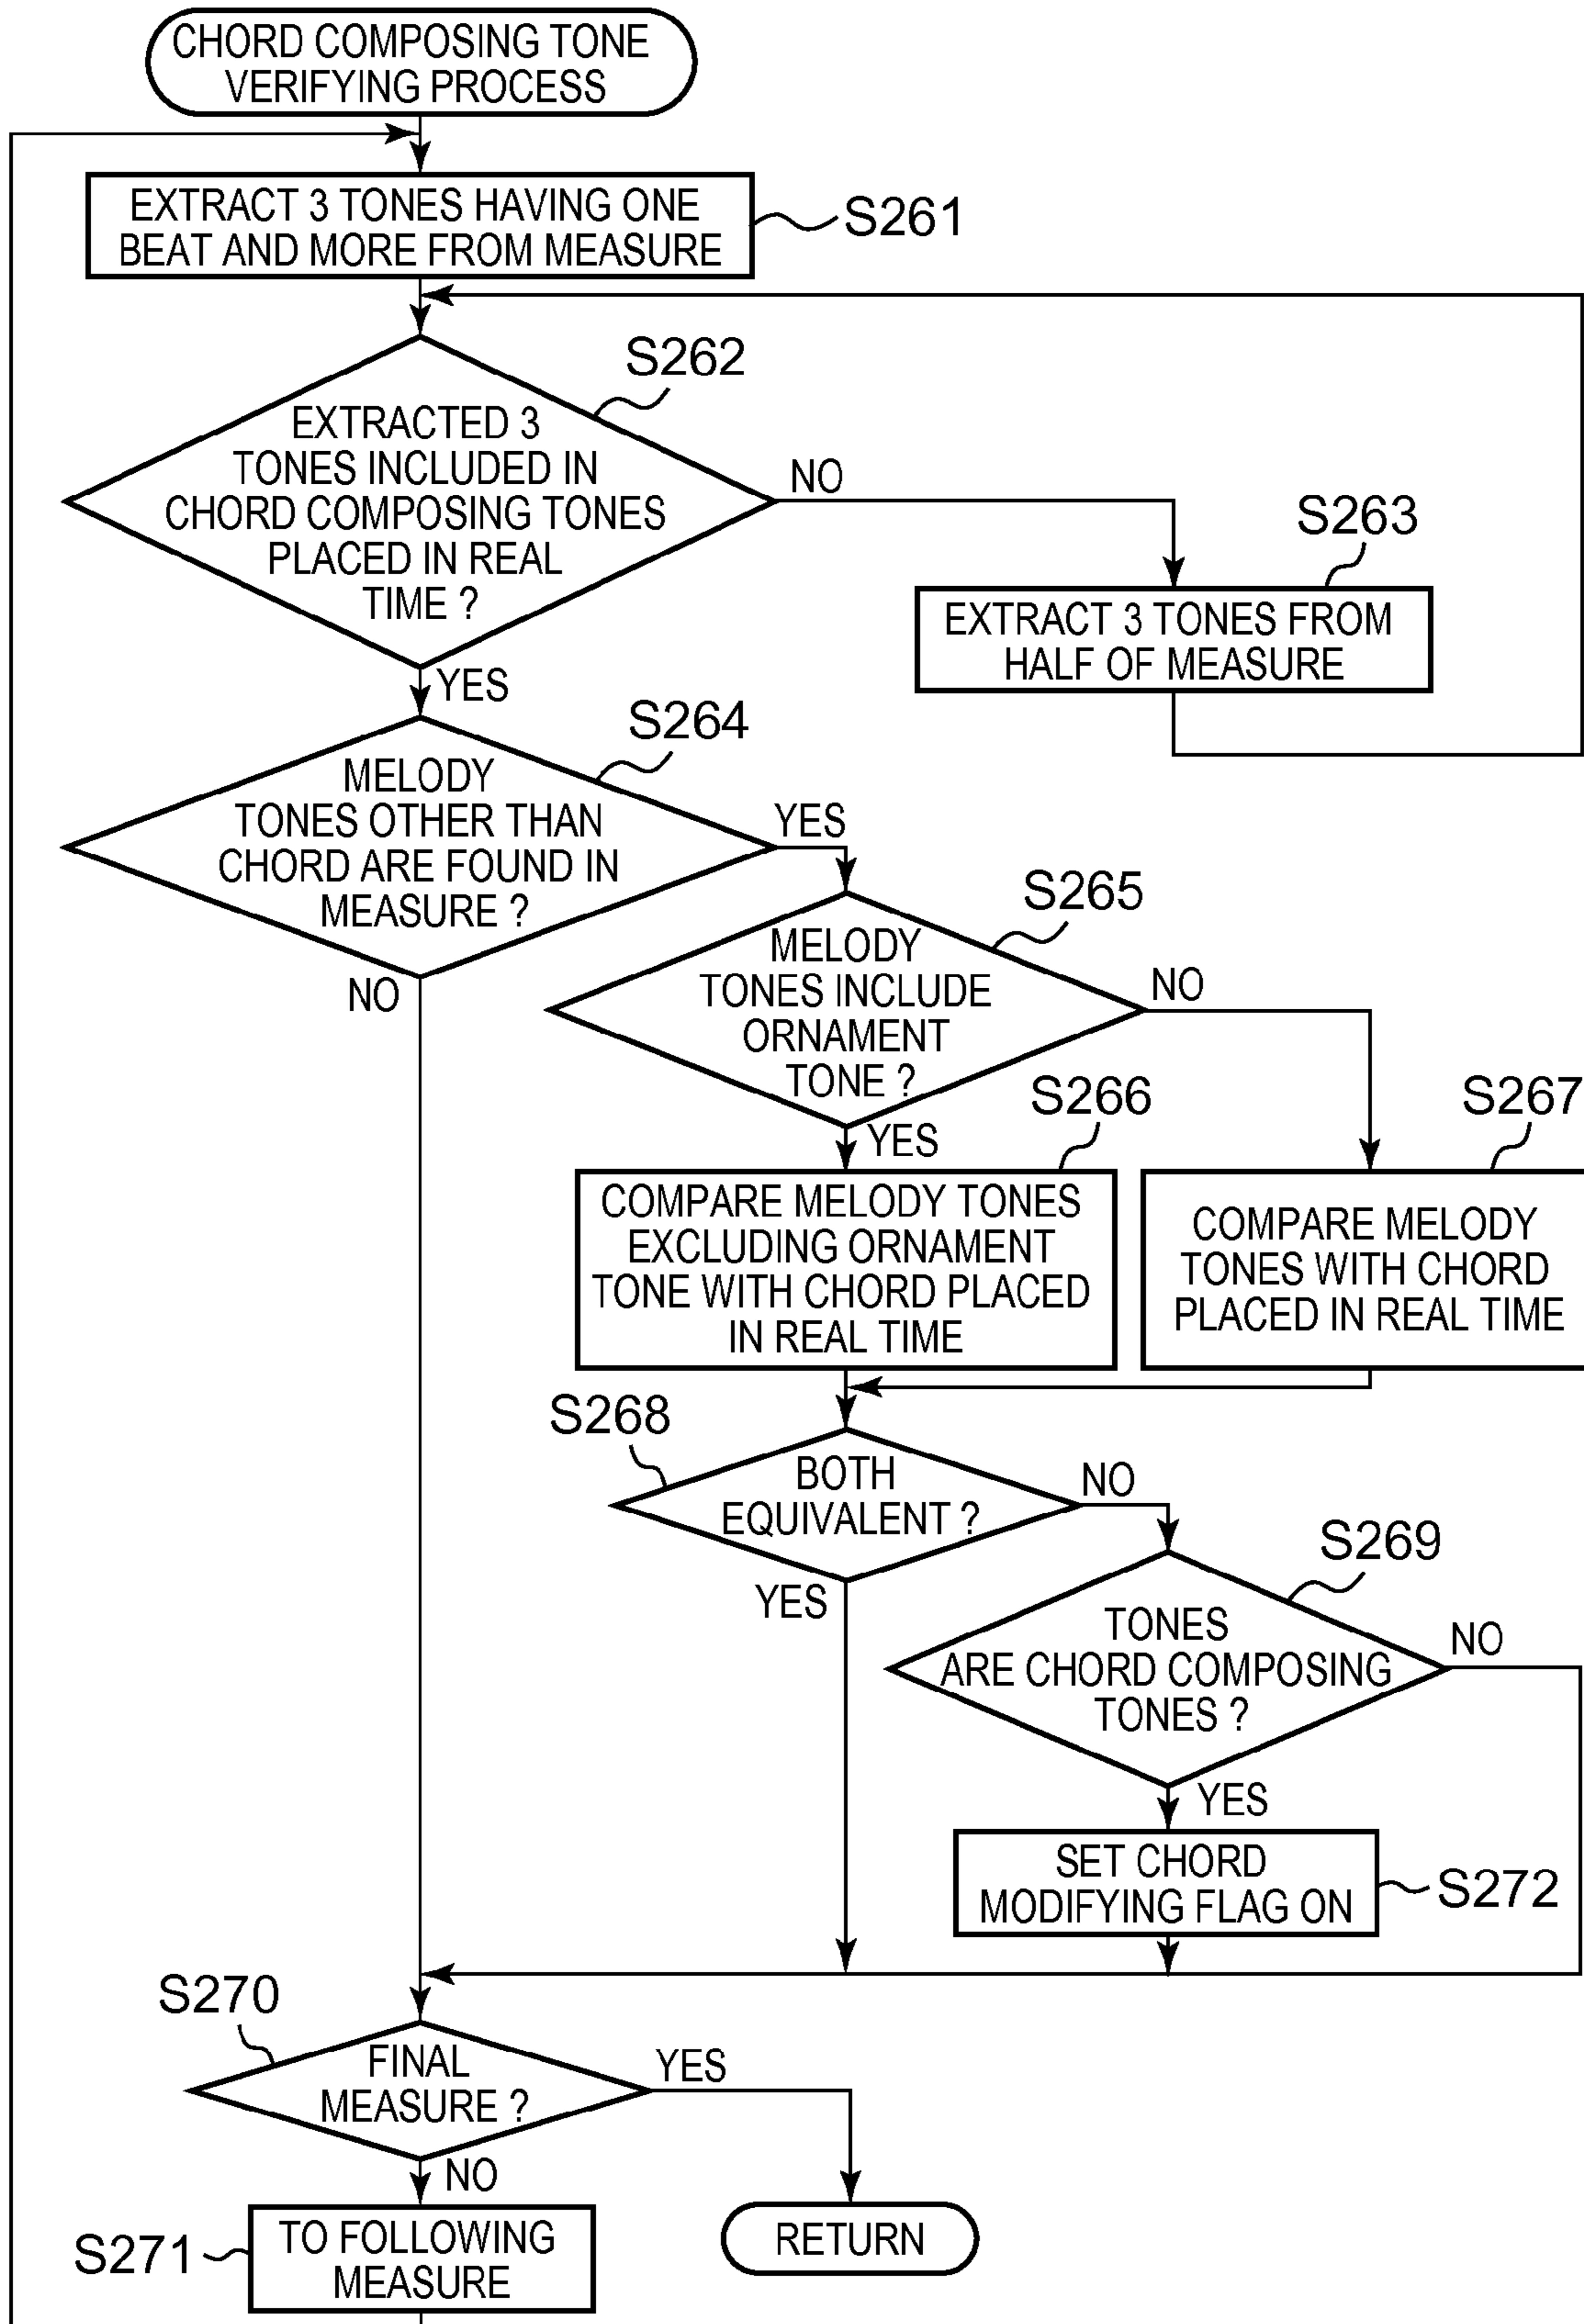 CHORD COMPOSING TONE
VERIFYING PROCESS
EXTRACT 3 TONES HAVING ONE
BEAT AND MORE FROM MEASURE
S261
S262
EXTRACTED 3
TONES INCLUDED IN
CHORD COMPOSING TONES
PLACED IN REAL
TIME ?
NO
S263
EXTRACT 3 TONES FROM
HALF OF MEASURE
YES
S264
MELODY
TONES OTHER THAN
CHORD ARE FOUND IN
MEASURE ?
YES
NO
S265
MELODY
TONES INCLUDE
ORNAMENT
TONE ?
NO
YES
S266
COMPARE MELODY TONES
EXCLUDING ORNAMENT
TONE WITH CHORD PLACED
IN REAL TIME
S267
COMPARE MELODY
TONES WITH CHORD
PLACED IN REAL TIME
S268
BOTH
EQUIVALENT ?
NO
YES
S269
TONES
ARE CHORD COMPOSING
TONES ?
NO
YES
SET CHORD
MODIFYING FLAG ON
S272
S270
FINAL
MEASURE ?
YES
NO
S271
TO FOLLOWING
MEASURE
RETURN